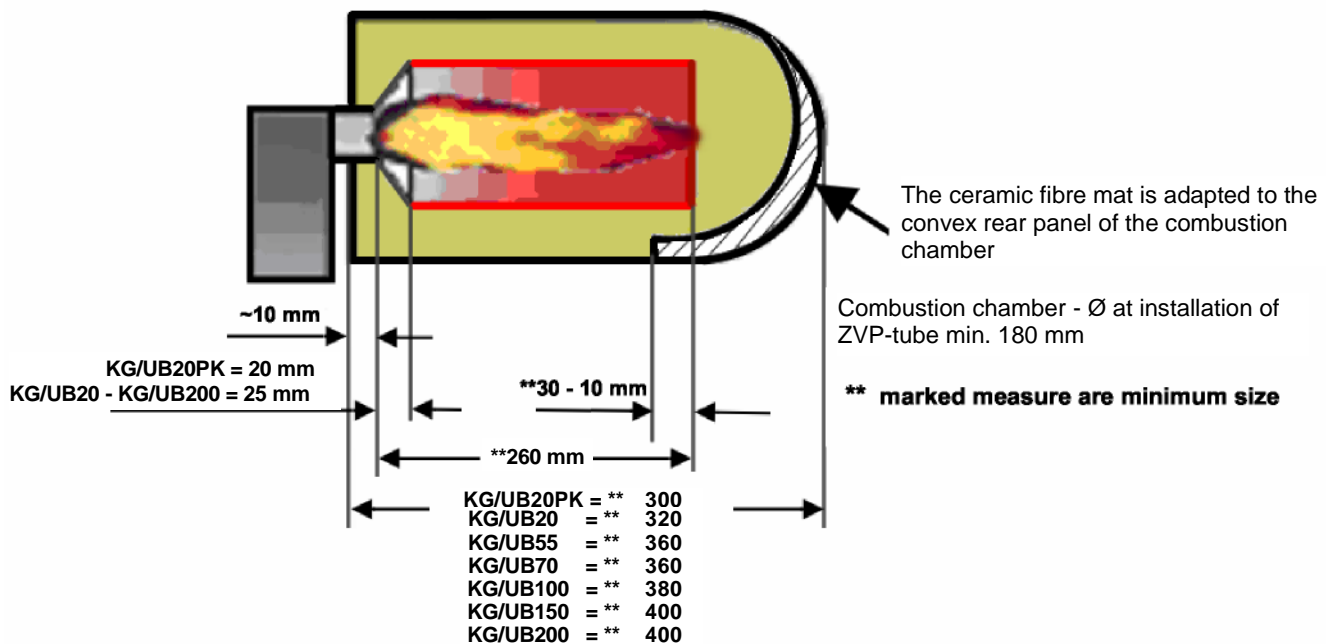 The ceramic fibre mat is adapted to the
convex rear panel of the combustion
chamber
Combustion chamber - Ø at installation of
ZVP-tube min. 180 mm
** marked measure are minimum size
~10 mm
KG/UB20PK = 20 mm
KG/UB20 - KG/UB200 = 25 mm
**30 - 10 mm
**260 mm
KG/UB20PK = ** 300
KG/UB20 = ** 320
KG/UB55 = ** 360
KG/UB70 = ** 360
KG/UB100 = ** 380
KG/UB150 = ** 400
KG/UB200 = ** 400